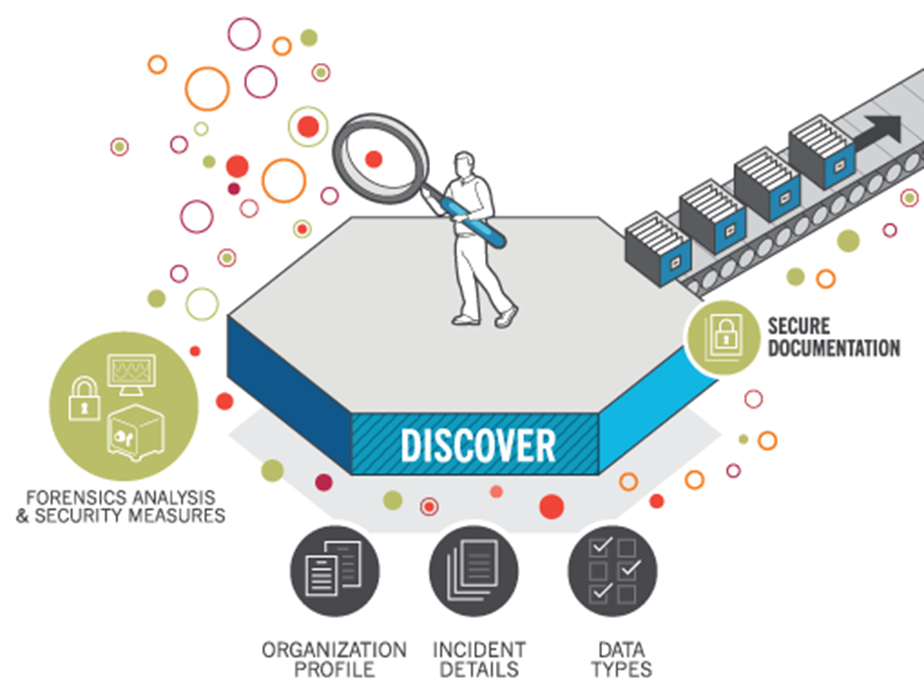 SECURE
DOCUMENTATION
DISCOVER
FORENSICS ANALYSIS
& SECURITY MEASURES
ORGANIZATION
PROFILE
INCIDENT
DETAILS
DATA
TYPES